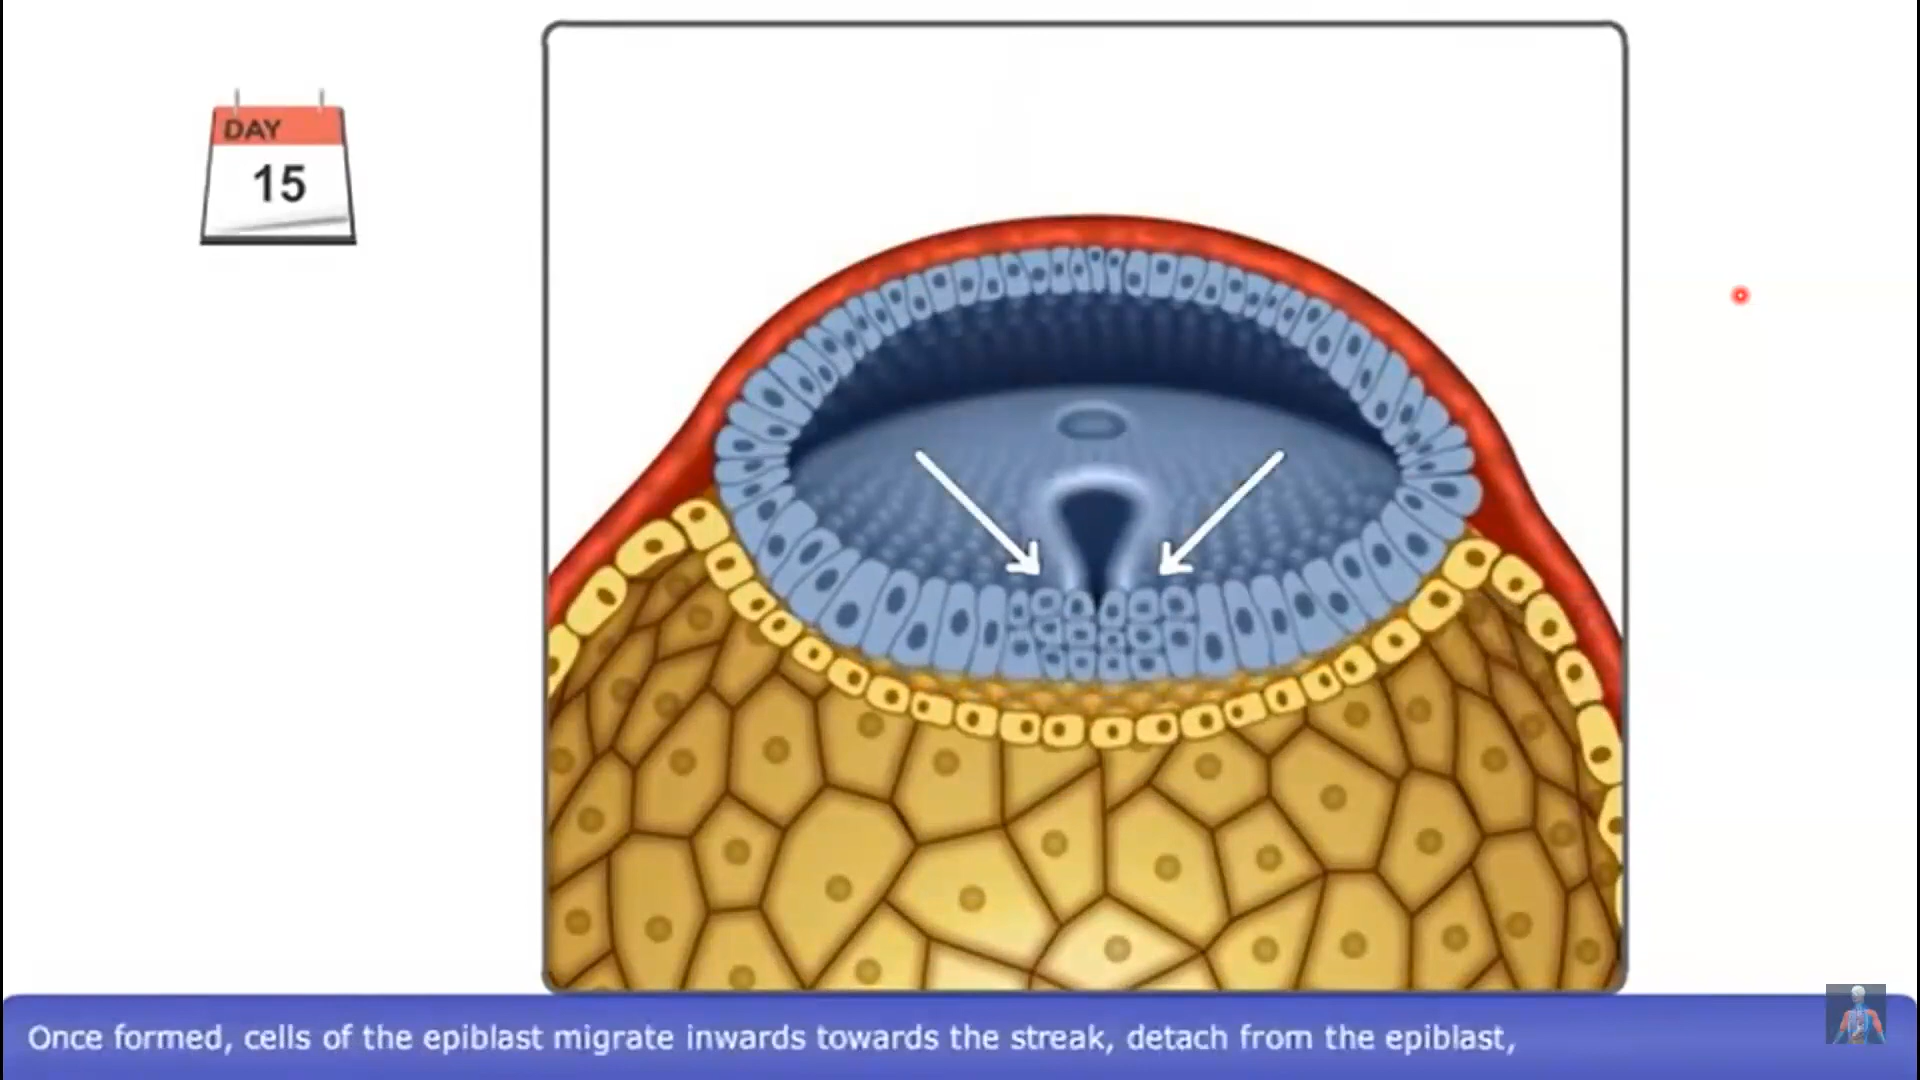 DAY
15
Once formed, cells of the epiblast migrate inwards towards the streak, detach from the epiblast,